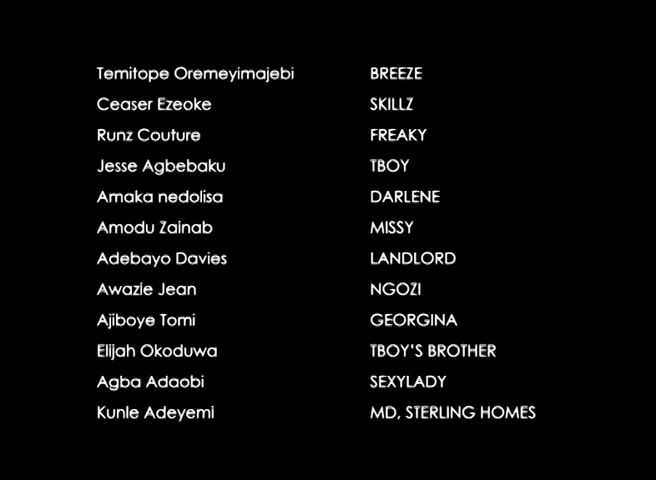 Temitope Oremeyimajebi BREEZE
Ceaser Ezeoke SKILLZ
Runz Couture FREAKY
Jesse Agbebaku TBOY
Amaka nedolisa DARLENE
Amodu Zainab MISSY
Adebayo Davies LANDLORD
Awazie Jean NGOZI
Ajiboye Tomi GEORGINA
Elijah Okoduwa TBOY'S BROTHER
Agba Adaobi SEXYLADY
Kunle Adeyemi MD, STERLING HOMES